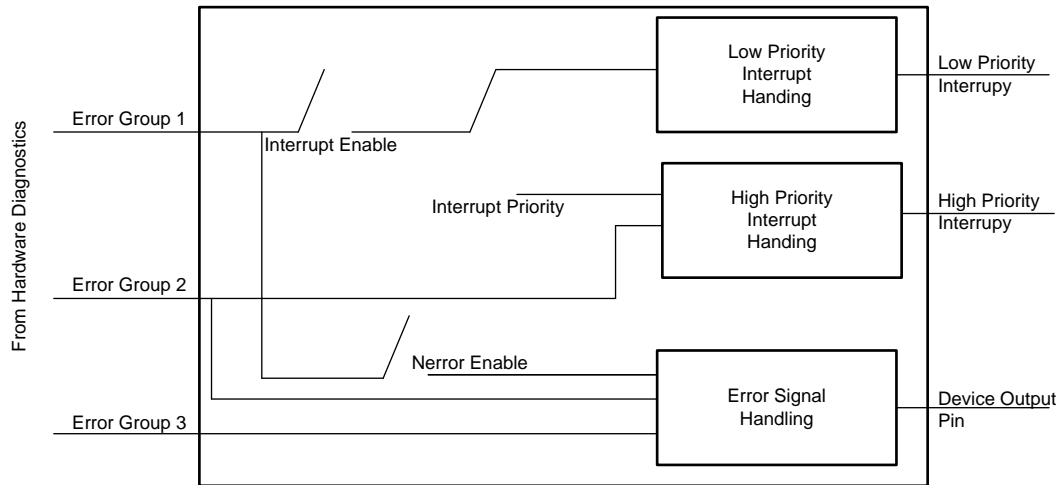 From Hardware Diagnostics
Error Group 1
Interrupt Enable
Low Priority
Interrupt
Handing
Low Priority
Interrupy
Interrupt Priority
High Priority
Interrupt
Handing
High Priority
Interrupy
Error Group 2
Nerror Enable
Error Signal
Handling
Device Output
Pin
Error Group 3